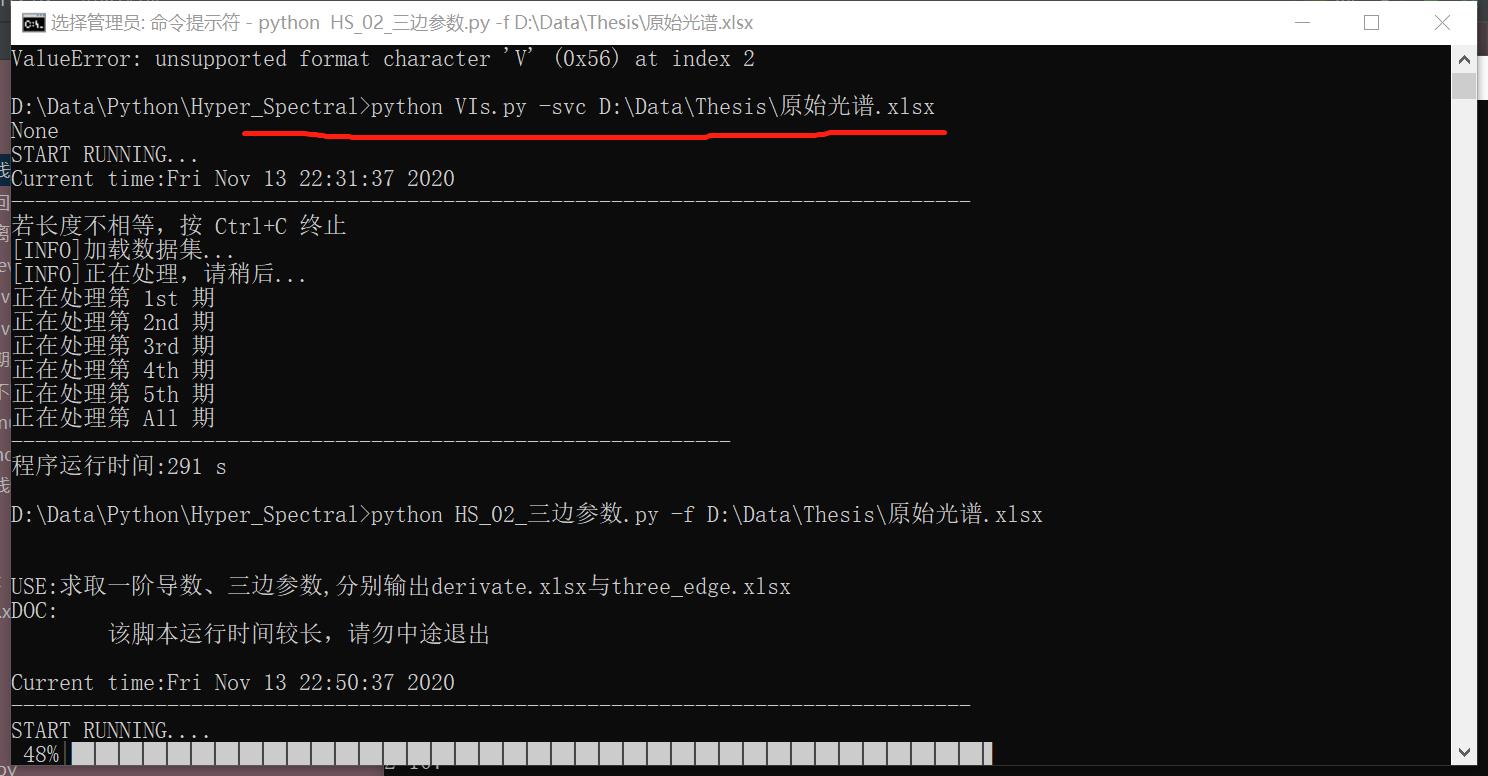 选择管理员: 命令提示符 - python  HS_02_三边参数.py -f D:\Data\Thesis\原始光谱.xlsx
ValueError: unsupported format character 'V' (0x56) at index 2
D:\Data\Python\Hyper_Spectral>python VIs.py -svc D:\Data\Thesis\原始光谱.xlsx
None
START RUNNING...
Current time:Fri Nov 13 22:31:37 2020
--------------------------------------------------------------------------------
若长度不相等，按 Ctrl+C 终止
[INFO]加载数据集...
[INFO]正在处理，请稍后...
正在处理第 1st 期
正在处理第 2nd 期
正在处理第 3rd 期
正在处理第 4th 期
正在处理第 5th 期
正在处理第 All 期
------------------------------------------------------------
程序运行时间:291 s
D:\Data\Python\Hyper_Spectral>python HS_02_三边参数.py -f D:\Data\Thesis\原始光谱.xlsx
USE:求取一阶导数、三边参数,分别输出derivate.xlsx与three_edge.xlsx
DOC:
该脚本运行时间较长，请勿中途退出
Current time:Fri Nov 13 22:50:37 2020
--------------------------------------------------------------------------------
START RUNNING....
48%